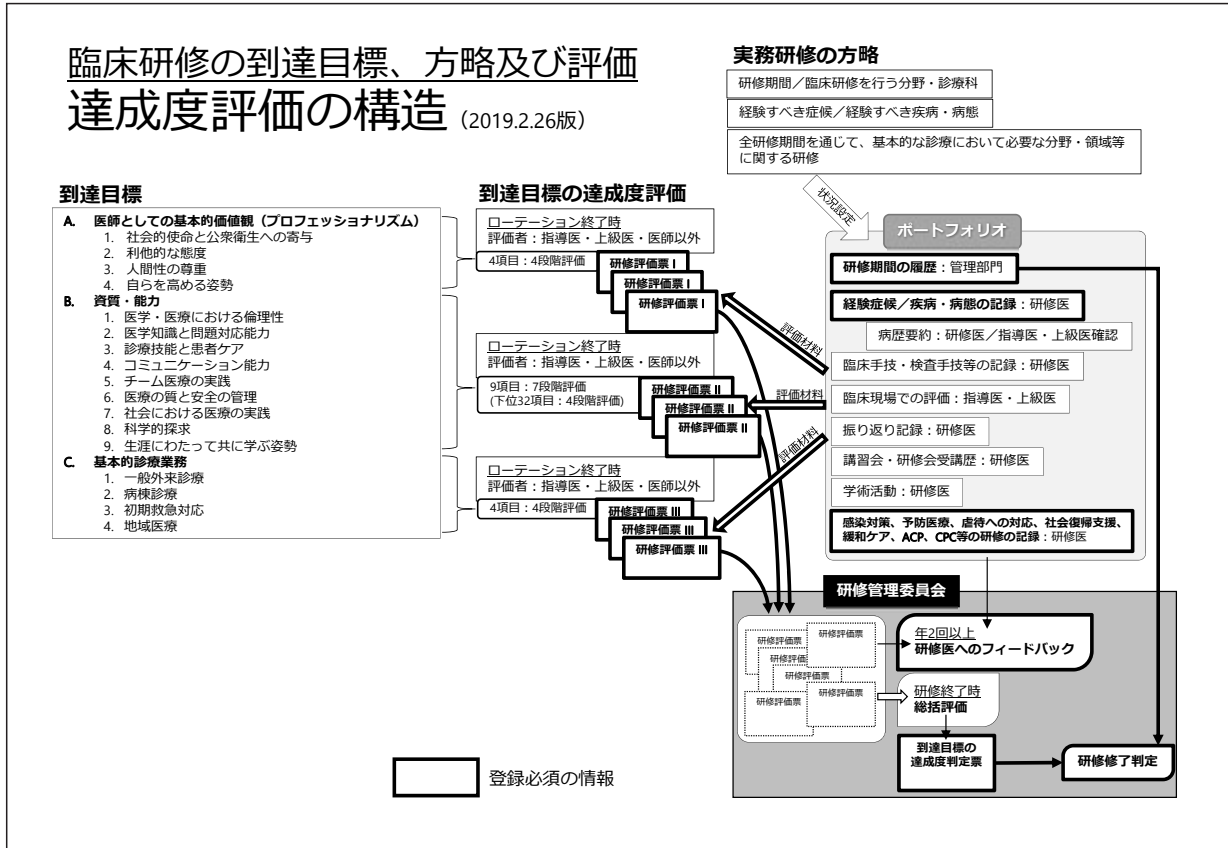 臨床研修の到達目標、方略及び評価
達成度評価の構造 (2019.2.26版)
実務研修の方略
研修期間／臨床研修を行う分野・診療科
経験すべき症候／経験すべき疾病・病態
全研修期間を通じて、基本的な診療において必要な分野・領域等
に関する研修
到達目標
A. 医師としての基本的価値観（プロフェッショナリズム）
1. 社会的使命と公衆衛生への寄与
2. 利他的な態度
3. 人間性の尊重
4. 自らを高める姿勢
B. 資質・能力
1. 医学・医療における倫理性
2. 医学知識と問題対応能力
3. 診療技能と患者ケア
4. コミュニケーション能力
5. チーム医療の実践
6. 医療の質と安全の管理
7. 社会における医療の実践
8. 科学的探求
9. 生涯にわたって共に学ぶ姿勢
C. 基本的診療業務
1. 一般外来診療
2. 病棟診療
3. 初期救急対応
4. 地域医療
到達目標の達成度評価
ローテーション終了時
評価者：指導医・上級医・医師以外
4項目：4段階評価
研修評価票 I
研修評価票 I
研修評価票 I
ローテーション終了時
評価者：指導医・上級医・医師以外
9項目：7段階評価
(下位32項目：4段階評価)
研修評価票 II
研修評価票 II
研修評価票 II
ローテーション終了時
評価者：指導医・上級医・医師以外
4項目：4段階評価
研修評価票 III
研修評価票 III
研修評価票 III
状況設定
評価材料
評価材料
評価材料
ポートフォリオ
研修期間の履歴：管理部門
経験症候／疾病・病態の記録：研修医
病歴要約：研修医／指導医・上級医確認
臨床手技・検査手技等の記録：研修医
臨床現場での評価：指導医・上級医
振り返り記録：研修医
講習会・研修会受講歴：研修医
学術活動：研修医
感染対策、予防医療、虐待への対応、社会復帰支援、
緩和ケア、ACP、CPC等の研修の記録：研修医
研修管理委員会
研修評価票
研修評価票
研修評価票
研修評価票
研修評価票
研修評価票
年2回以上
研修医へのフィードバック
研修終了時
総括評価
到達目標の
達成度判定票
研修修了判定
登録必須の情報